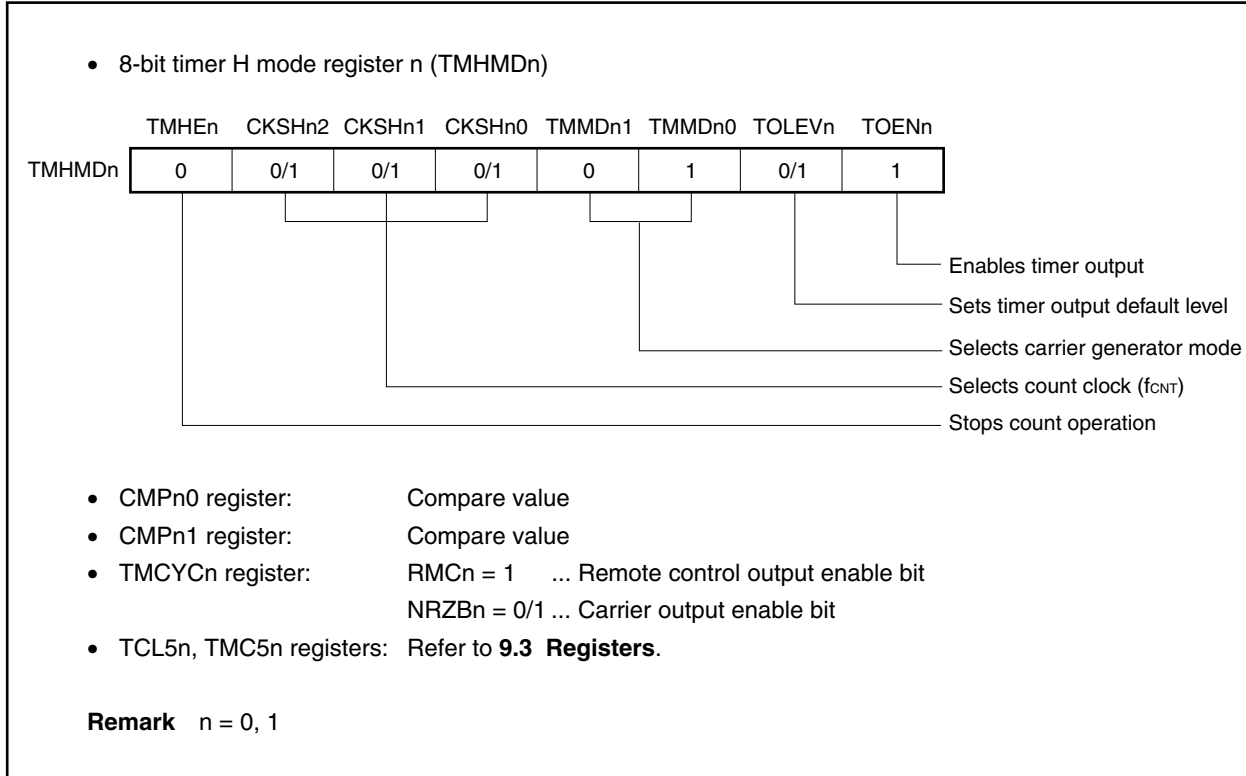 • 8-bit timer H mode register n (TMHMDn)
TMHEn CKSHn2 CKSHn1 CKSHn0 TMMDn1 TMMDn0 TOLEVn TOENn
TMHMDn 0 0/1 0/1 0/1 0 1 0/1 1
Enables timer output
Sets timer output default level
Selects carrier generator mode
Selects count clock (fCNT)
Stops count operation
• CMPn0 register: Compare value
• CMPn1 register: Compare value
• TMCYCn register: RMCn = 1 ... Remote control output enable bit
NRZBn = 0/1 ... Carrier output enable bit
• TCL5n, TMC5n registers: Refer to 9.3 Registers.
Remark n = 0, 1